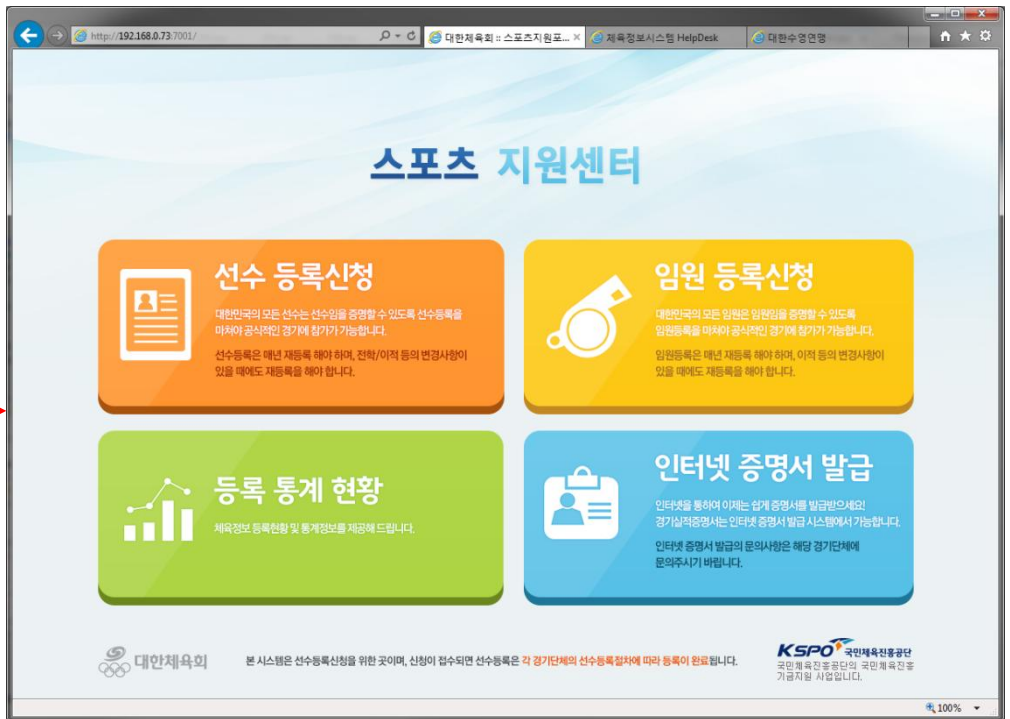 http://192.168.0.73:7001/
대한체육회 :: 스포츠지원포...
체육정보시스템 HelpDesk
대한수영연맹
스포츠 지원센터
선수 등록신청
대한민국의 모든 선수는 선수임을 증명할 수 있도록 선수등록을
마쳐야 공식적인 경기에 참가가 가능합니다.
선수등록은 매년 재등록 해야 하며, 전학/이적 등의 변경사항이
있을 때에도 재등록을 해야 합니다.
임원 등록신청
대한민국의 모든 임원은 임원임을 증명할 수 있도록
임원등록을 마쳐야 공식적인 경기에 참가가 가능합니다.
임원등록은 매년 재등록 해야 하며, 이적 등의 변경사항이
있을 때에도 재등록을 해야 합니다.
등록 통계 현황
체육정보 등록현황 및 통계정보를 제공해 드립니다.
인터넷 증명서 발급
인터넷을 통하여 이제는 쉽게 증명서를 발급받으세요!
경기실적증명서는 인터넷 증명서 발급 시스템에서 가능합니다.
인터넷 증명서 발급의 문의사항은 해당 경기단체에
문의주시기 바랍니다.
대한체육회
본 시스템은 선수등록신청을 위한 곳이며, 신청이 접수되면 선수등록은 각 경기단체의 선수등록절차에 따라 등록이 완료됩니다.
KSPO 국민체육진흥공단
국민체육진흥공단의 국민체육진흥
기금지원 사업입니다.
100%